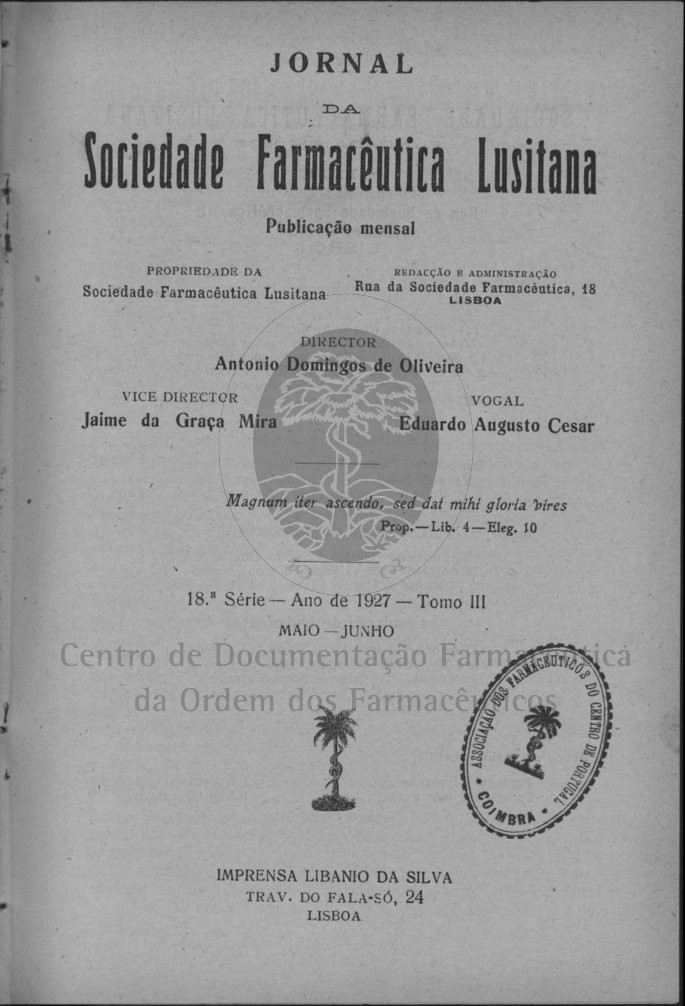 JORNAL
DA
Sociedade Farmacêutica Lusitana
Publicação mensal
PROPRIEDADE DA
Sociedade Farmacêutica Lusitana
REDACÇÃO E ADMINISTRAÇÃO
Rua da Sociedade Farmacêutica, 18
LISBOA
DIRECTOR
Antonio Domingos de Oliveira
VICE DIRECTOR
Jaime da Graça Mira
VOGAL
Eduardo Augusto Cesar
Magnum iter ascendo, sed dat mihi gloria vires
Prop.—Lib. 4—Eleg. 10
18.ª Série — Ano de 1927 — Tomo III
MAIO — JUNHO
Centro de Documentação Farmacêutica
da Ordem dos Farmacêuticos
ASSOCIAÇÃO DOS FARMACEUTICOS DO CENTRO DE PORTUGAL
• COIMBRA •
IMPRENSA LIBANIO DA SILVA
TRAV. DO FALA-SÓ, 24
LISBOA